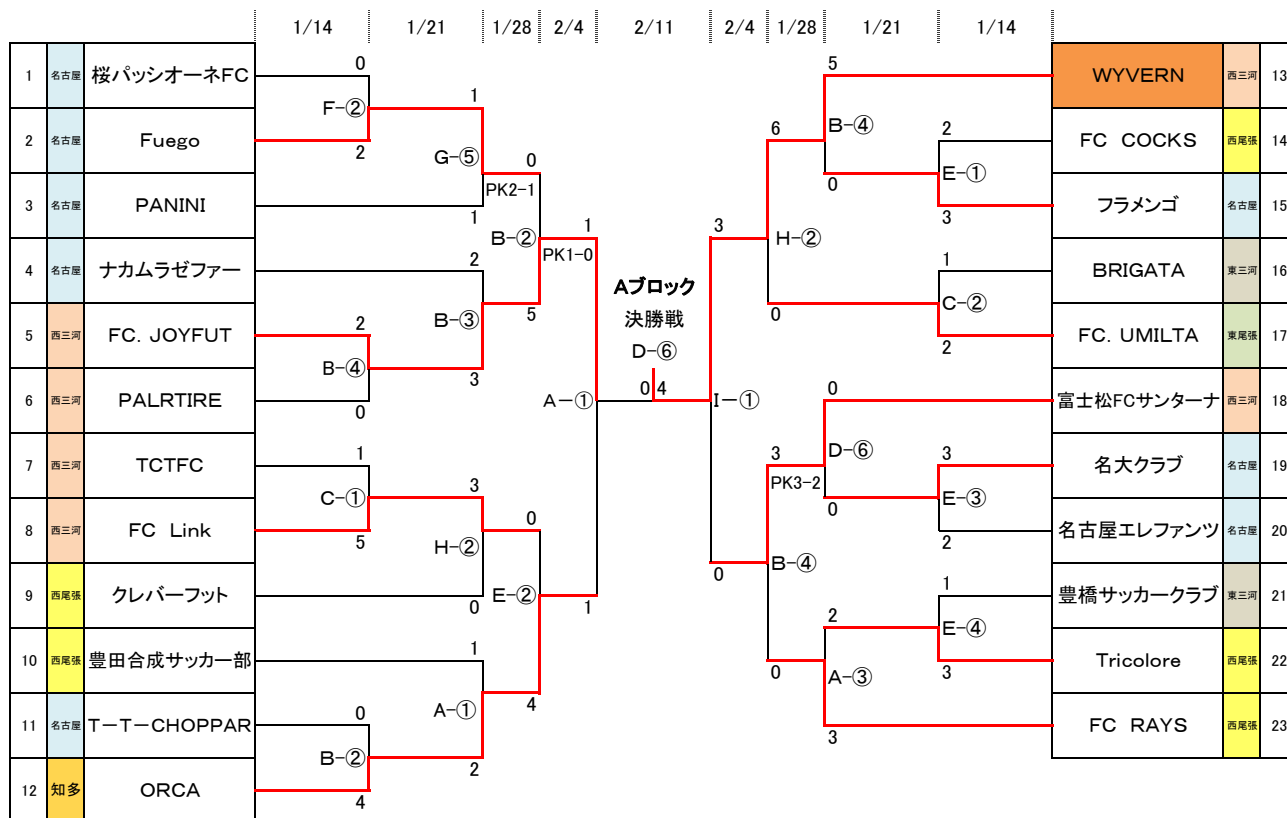 1/14 1/21 1/28 2/4 2/11 2/4 1/28 1/21 1/14
1 名古屋 桜パッシオーネFC
2 名古屋 Fuego
3 名古屋 PANINI
4 名古屋 ナカムラゼファー
5 西三河 FC. JOYFUT
6 西三河 PALRTIRE
7 西三河 TCTFC
8 西三河 FC Link
9 西尾張 クレバーフット
10 西尾張 豊田合成サッカー部
11 名古屋 T-T-CHOPPAR
12 知多 ORCA
0
F-②
2
2
B-④
0
1
C-①
5
0
B-②
4
1
G-⑤
1
2
B-③
3
3
H-②
0
1
A-①
2
0
PK2-1
B-②
5
0
E-②
4
1
PK1-0
A-①
1
Aブロック
決勝戦
D-⑥
0 4
3
I-①
0
6
H-②
0
3
PK3-2
B-④
0
5
B-④
0
0
D-⑥
0
2
A-③
3
2
E-①
3
1
C-②
2
3
E-③
2
1
E-④
3
WYVERN 西三河 13
FC COCKS 西尾張 14
フラメンゴ 名古屋 15
BRIGATA 東三河 16
FC. UMILTA 東尾張 17
富士松FCサンターナ 西三河 18
名大クラブ 名古屋 19
名古屋エレファンツ 名古屋 20
豊橋サッカークラブ 東三河 21
Tricolore 西尾張 22
FC RAYS 西尾張 23